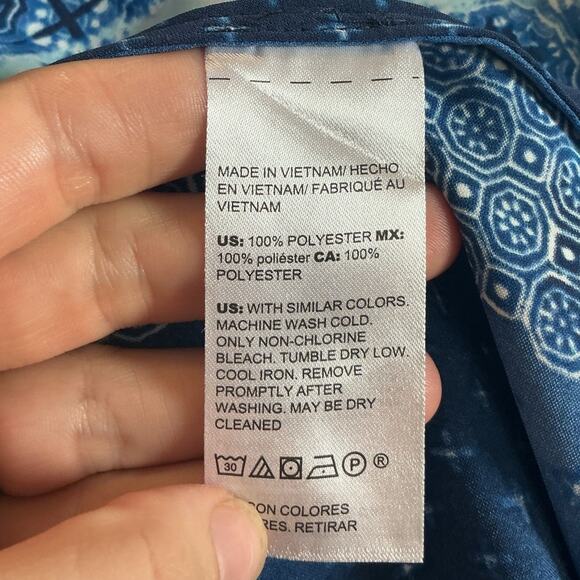 MADE IN VIETNAM/ HECHO
EN VIETNAM/ FABRIQUÉ AU
VIETNAM
US: 100% POLYESTER MX:
100% poliéster CA: 100%
POLYESTER
US: WITH SIMILAR COLORS.
MACHINE WASH COLD.
ONLY NON-CHLORINE
BLEACH. TUMBLE DRY LOW.
COOL IRON. REMOVE
PROMPTLY AFTER
WASHING. MAY BE DRY
CLEANED
30 P ®
CON COLORES
RES. RETIRAR